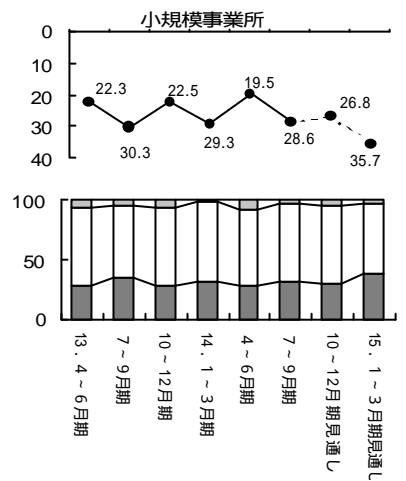 小規模事業所
0
10
20
30
40
22.3
30.3
22.5
29.3
19.5
28.6
26.8
35.7
100
50
0
13．4～6月期
7～9月期
10～12月期
14．1～3月期
4～6月期
7～9月期
10～12月期見通し
15．1～3月期見通し